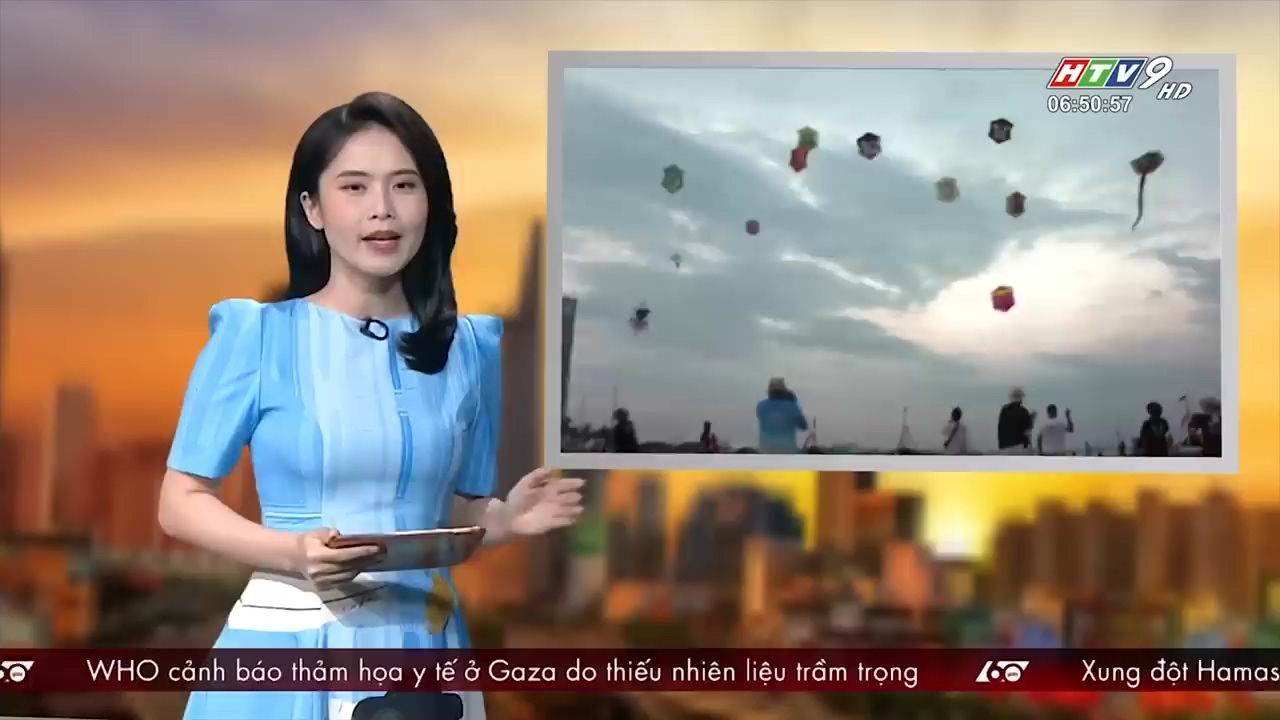 HTV9 HD
06:50:57
WHO cảnh báo thảm họa y tế ở Gaza do thiếu nhiên liệu trầm trọng
60 Xung đột Hamas